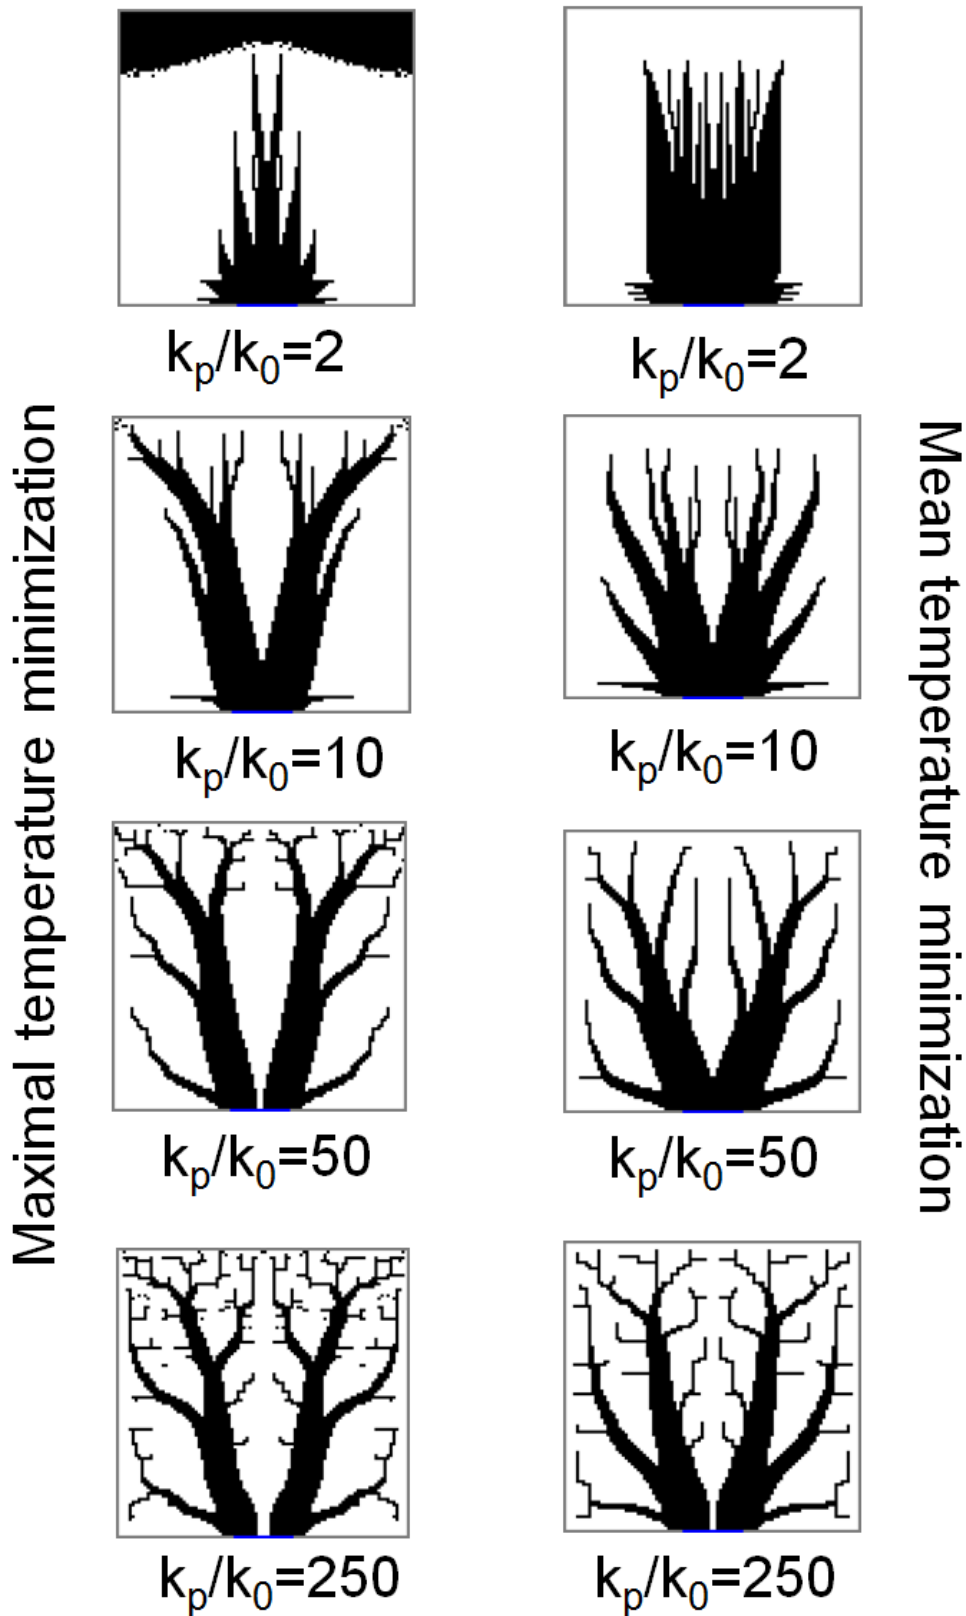 Maximal temperature minimization
Mean temperature minimization
kp/k0=2
kp/k0=2
kp/k0=10
kp/k0=10
kp/k0=50
kp/k0=50
kp/k0=250
kp/k0=250